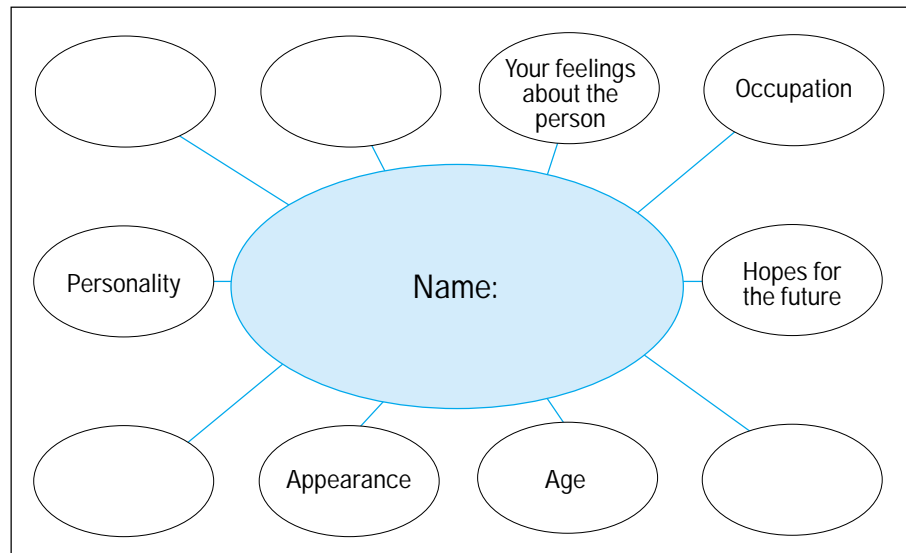 Your feelings
about the
person
Occupation
Personality
Name:
Hopes for
the future
Appearance
Age